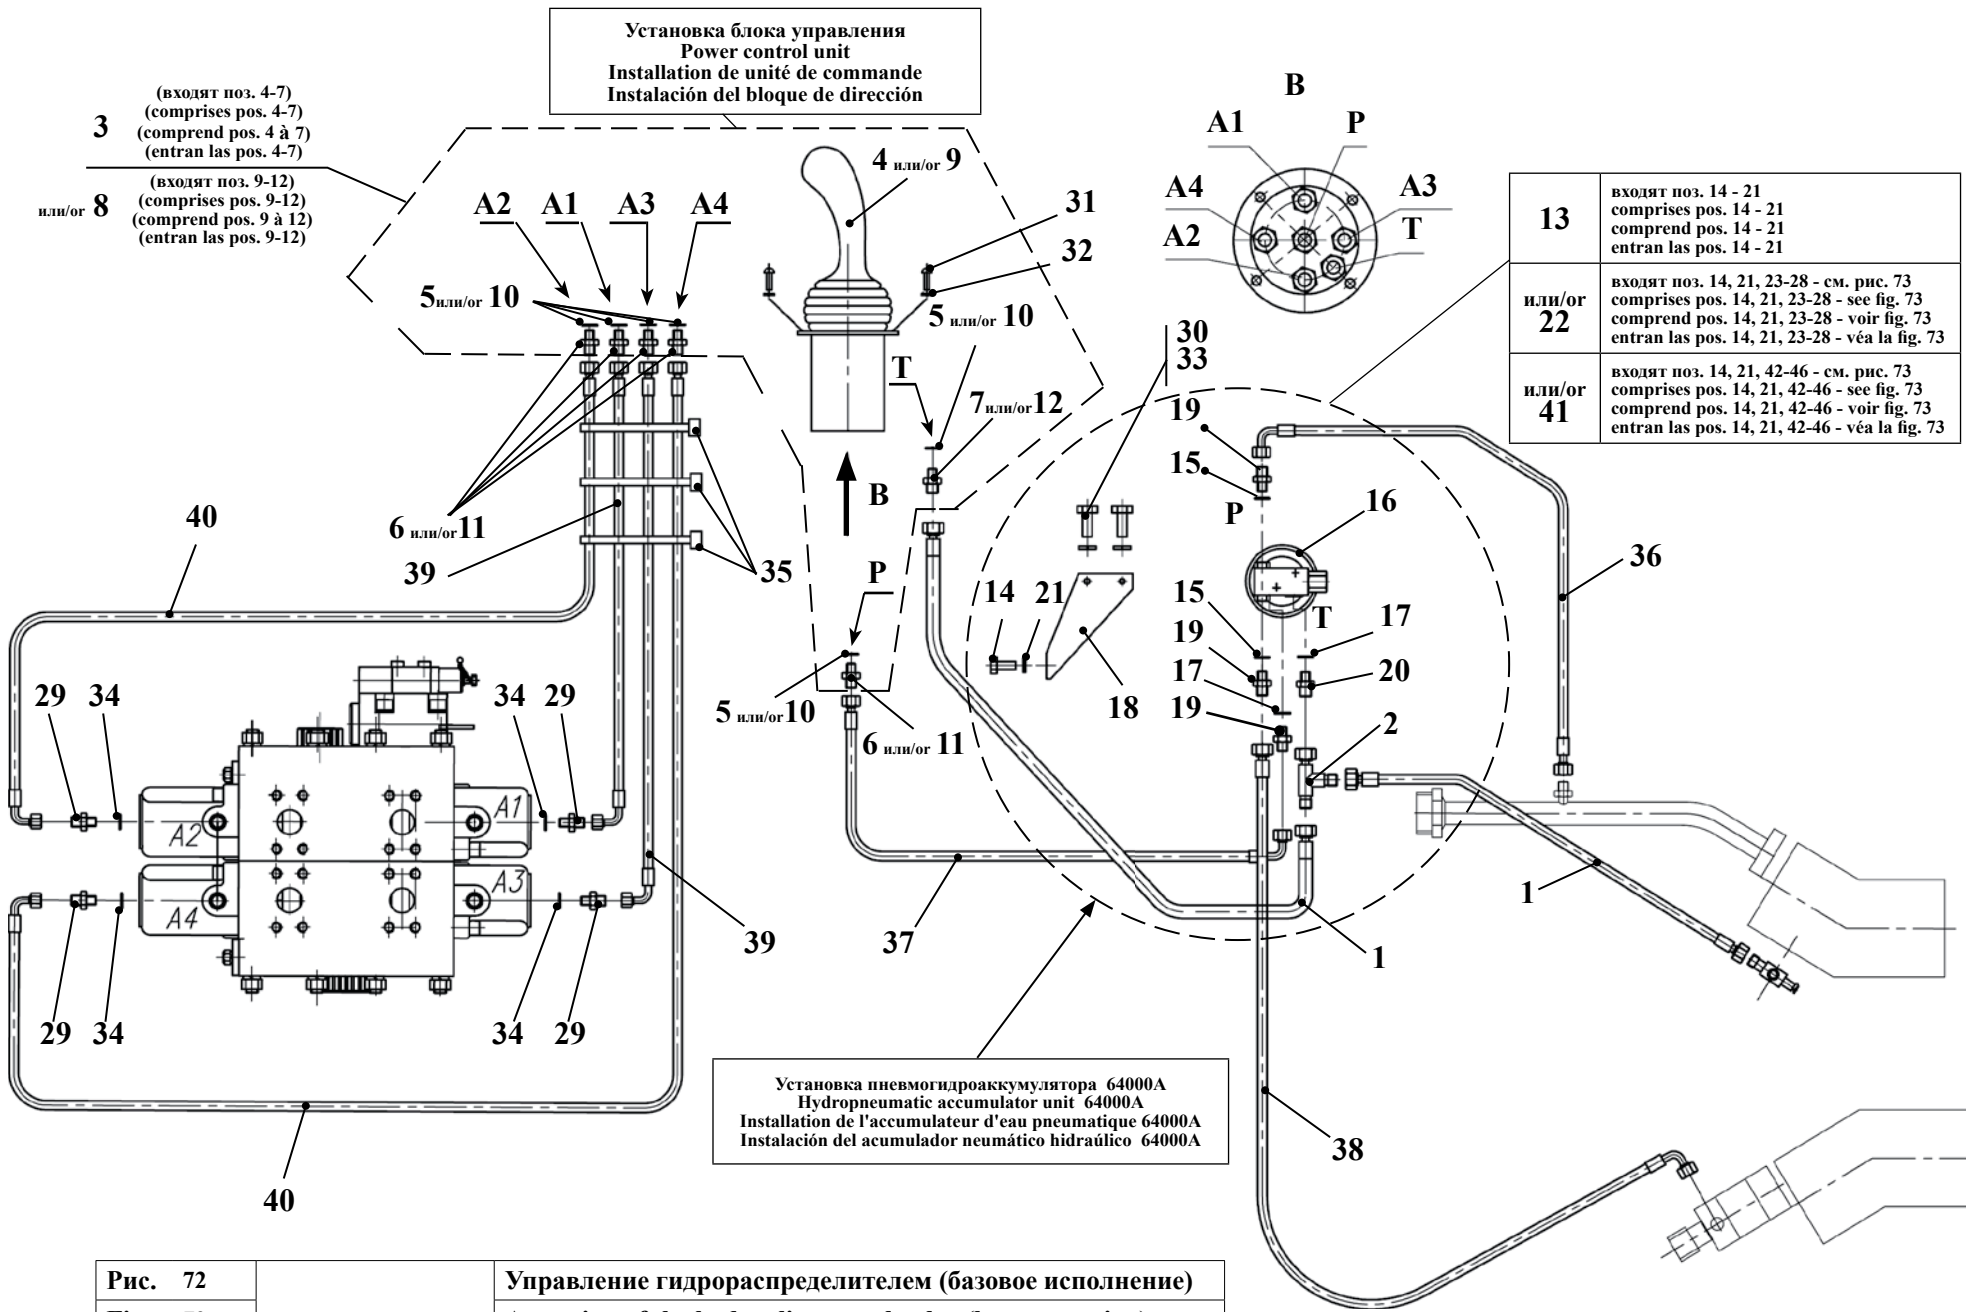 Установка блока управления
Power control unit
Installation de unité de commande
Instalación del bloque de dirección
3
(входят поз. 4-7)
(comprises pos. 4-7)
(comprend pos. 4 à 7)
(entran las pos. 4-7)
или/or 8
(входят поз. 9-12)
(comprises pos. 9-12)
(comprend pos. 9 à 12)
(entran las pos. 9-12)
A2 A1 A3 A4
5 или/or 10
4 или/or 9
31
32
5 или/or 10
T
7 или/or 12
B
B
A1 P
A4 A3
A2 T
13
входят поз. 14 - 21
comprises pos. 14 - 21
comprend pos. 14 - 21
entran las pos. 14 - 21
или/or
22
входят поз. 14, 21, 23-28 - см. рис. 73
comprises pos. 14, 21, 23-28 - see fig. 73
comprend pos. 14, 21, 23-28 - voir fig. 73
entran las pos. 14, 21, 23-28 - véa la fig. 73
или/or
41
входят поз. 14, 21, 42-46 - см. рис. 73
comprises pos. 14, 21, 42-46 - see fig. 73
comprend pos. 14, 21, 42-46 - voir fig. 73
entran las pos. 14, 21, 42-46 - véa la fig. 73
30
33
19
15
P
16
36
40
6 или/or 11
39
35
P
14 21
15
T
17
19
17
20
18
19
2
5 или/or 10
6 или/or 11
29 34
34 29
A2
A1
A4
A3
29 34
34 29
39
37
1
1
40
38
Установка пневмогидроаккумулятора 64000А
Hydropneumatic accumulator unit 64000A
Installation de l'accumulateur d'eau pneumatique 64000A
Instalación del acumulador neumático hidraúlico 64000A
Рис. 72
Управление гидрораспределителем (базовое исполнение)